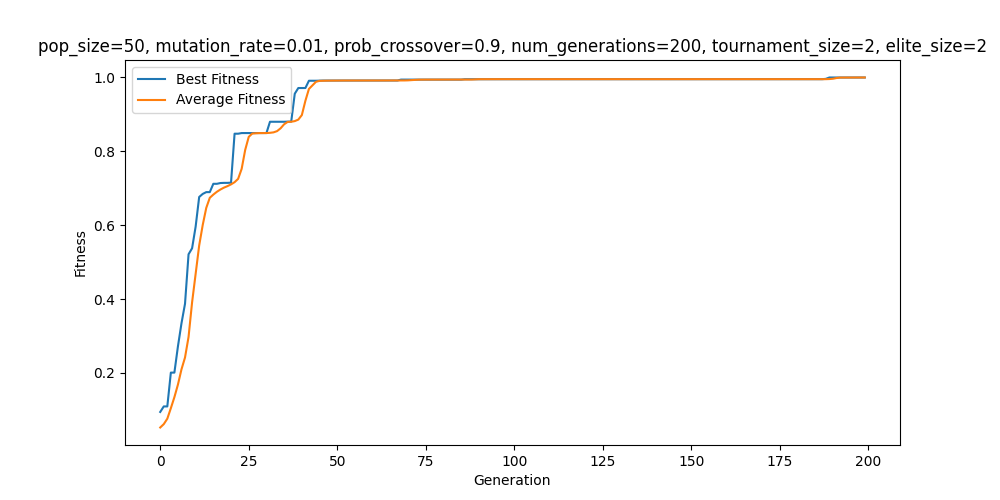 pop_size=50, mutation_rate=0.01, prob_crossover=0.9, num_generations=200, tournament_size=2, elite_size=2
Best Fitness
Average Fitness
1.0
0.8
0.6
0.4
0.2
Fitness
0 25 50 75 100 125 150 175 200
Generation